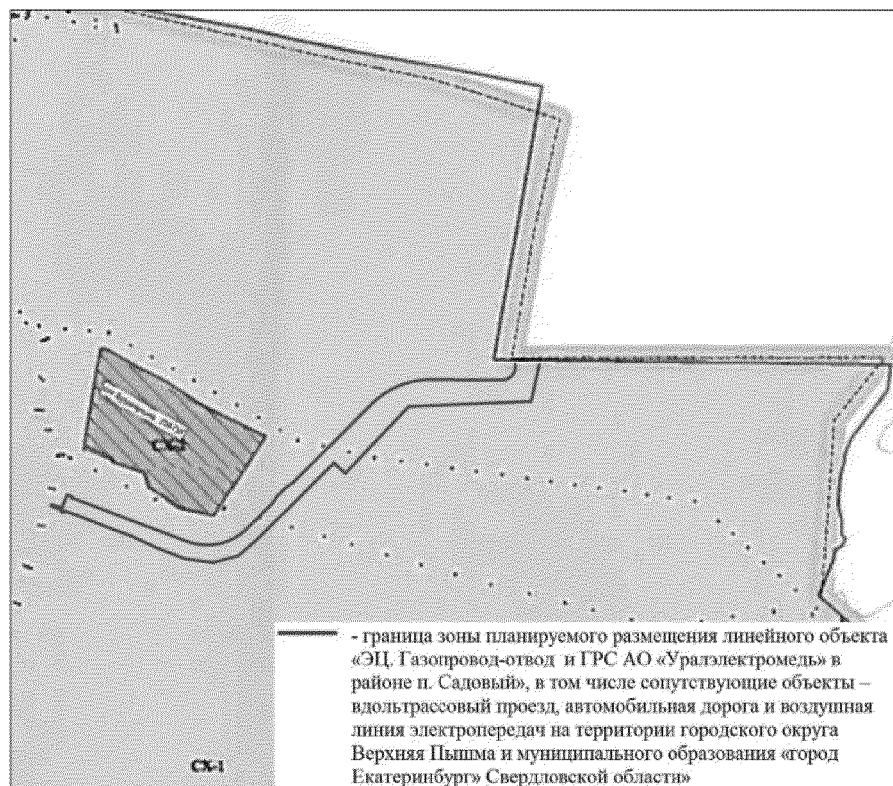 СХ-2
- граница зоны планируемого размещения линейного объекта
«ЭЦ. Газопровод-отвод и ГРС АО «Уралэлектромедь» в
районе п. Садовый», в том числе сопутствующие объекты –
вдольтрассовый проезд, автомобильная дорога и воздушная
линия электропередач на территории городского округа
Верхняя Пышма и муниципального образования «город
Екатеринбург» Свердловской области»
СХ-1